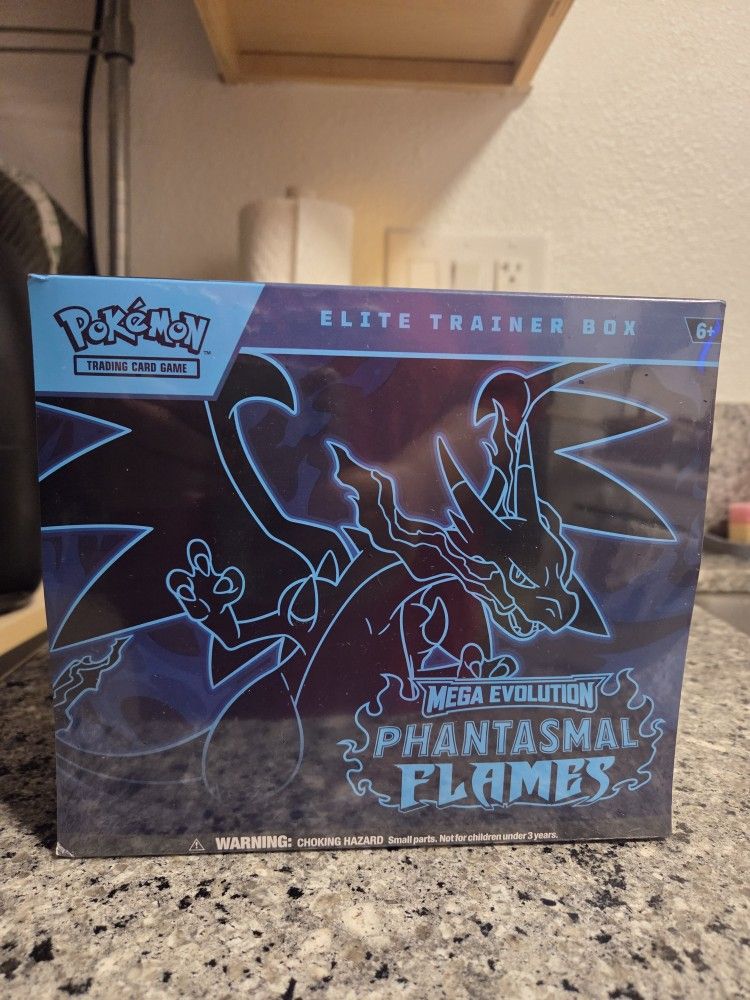 POKéMON™
TRADING CARD GAME
ELITE TRAINER BOX
6+
MEGA EVOLUTION
PHANTASMAL
FLAMES
WARNING: CHOKING HAZARD Small parts. Not for children under 3 years.